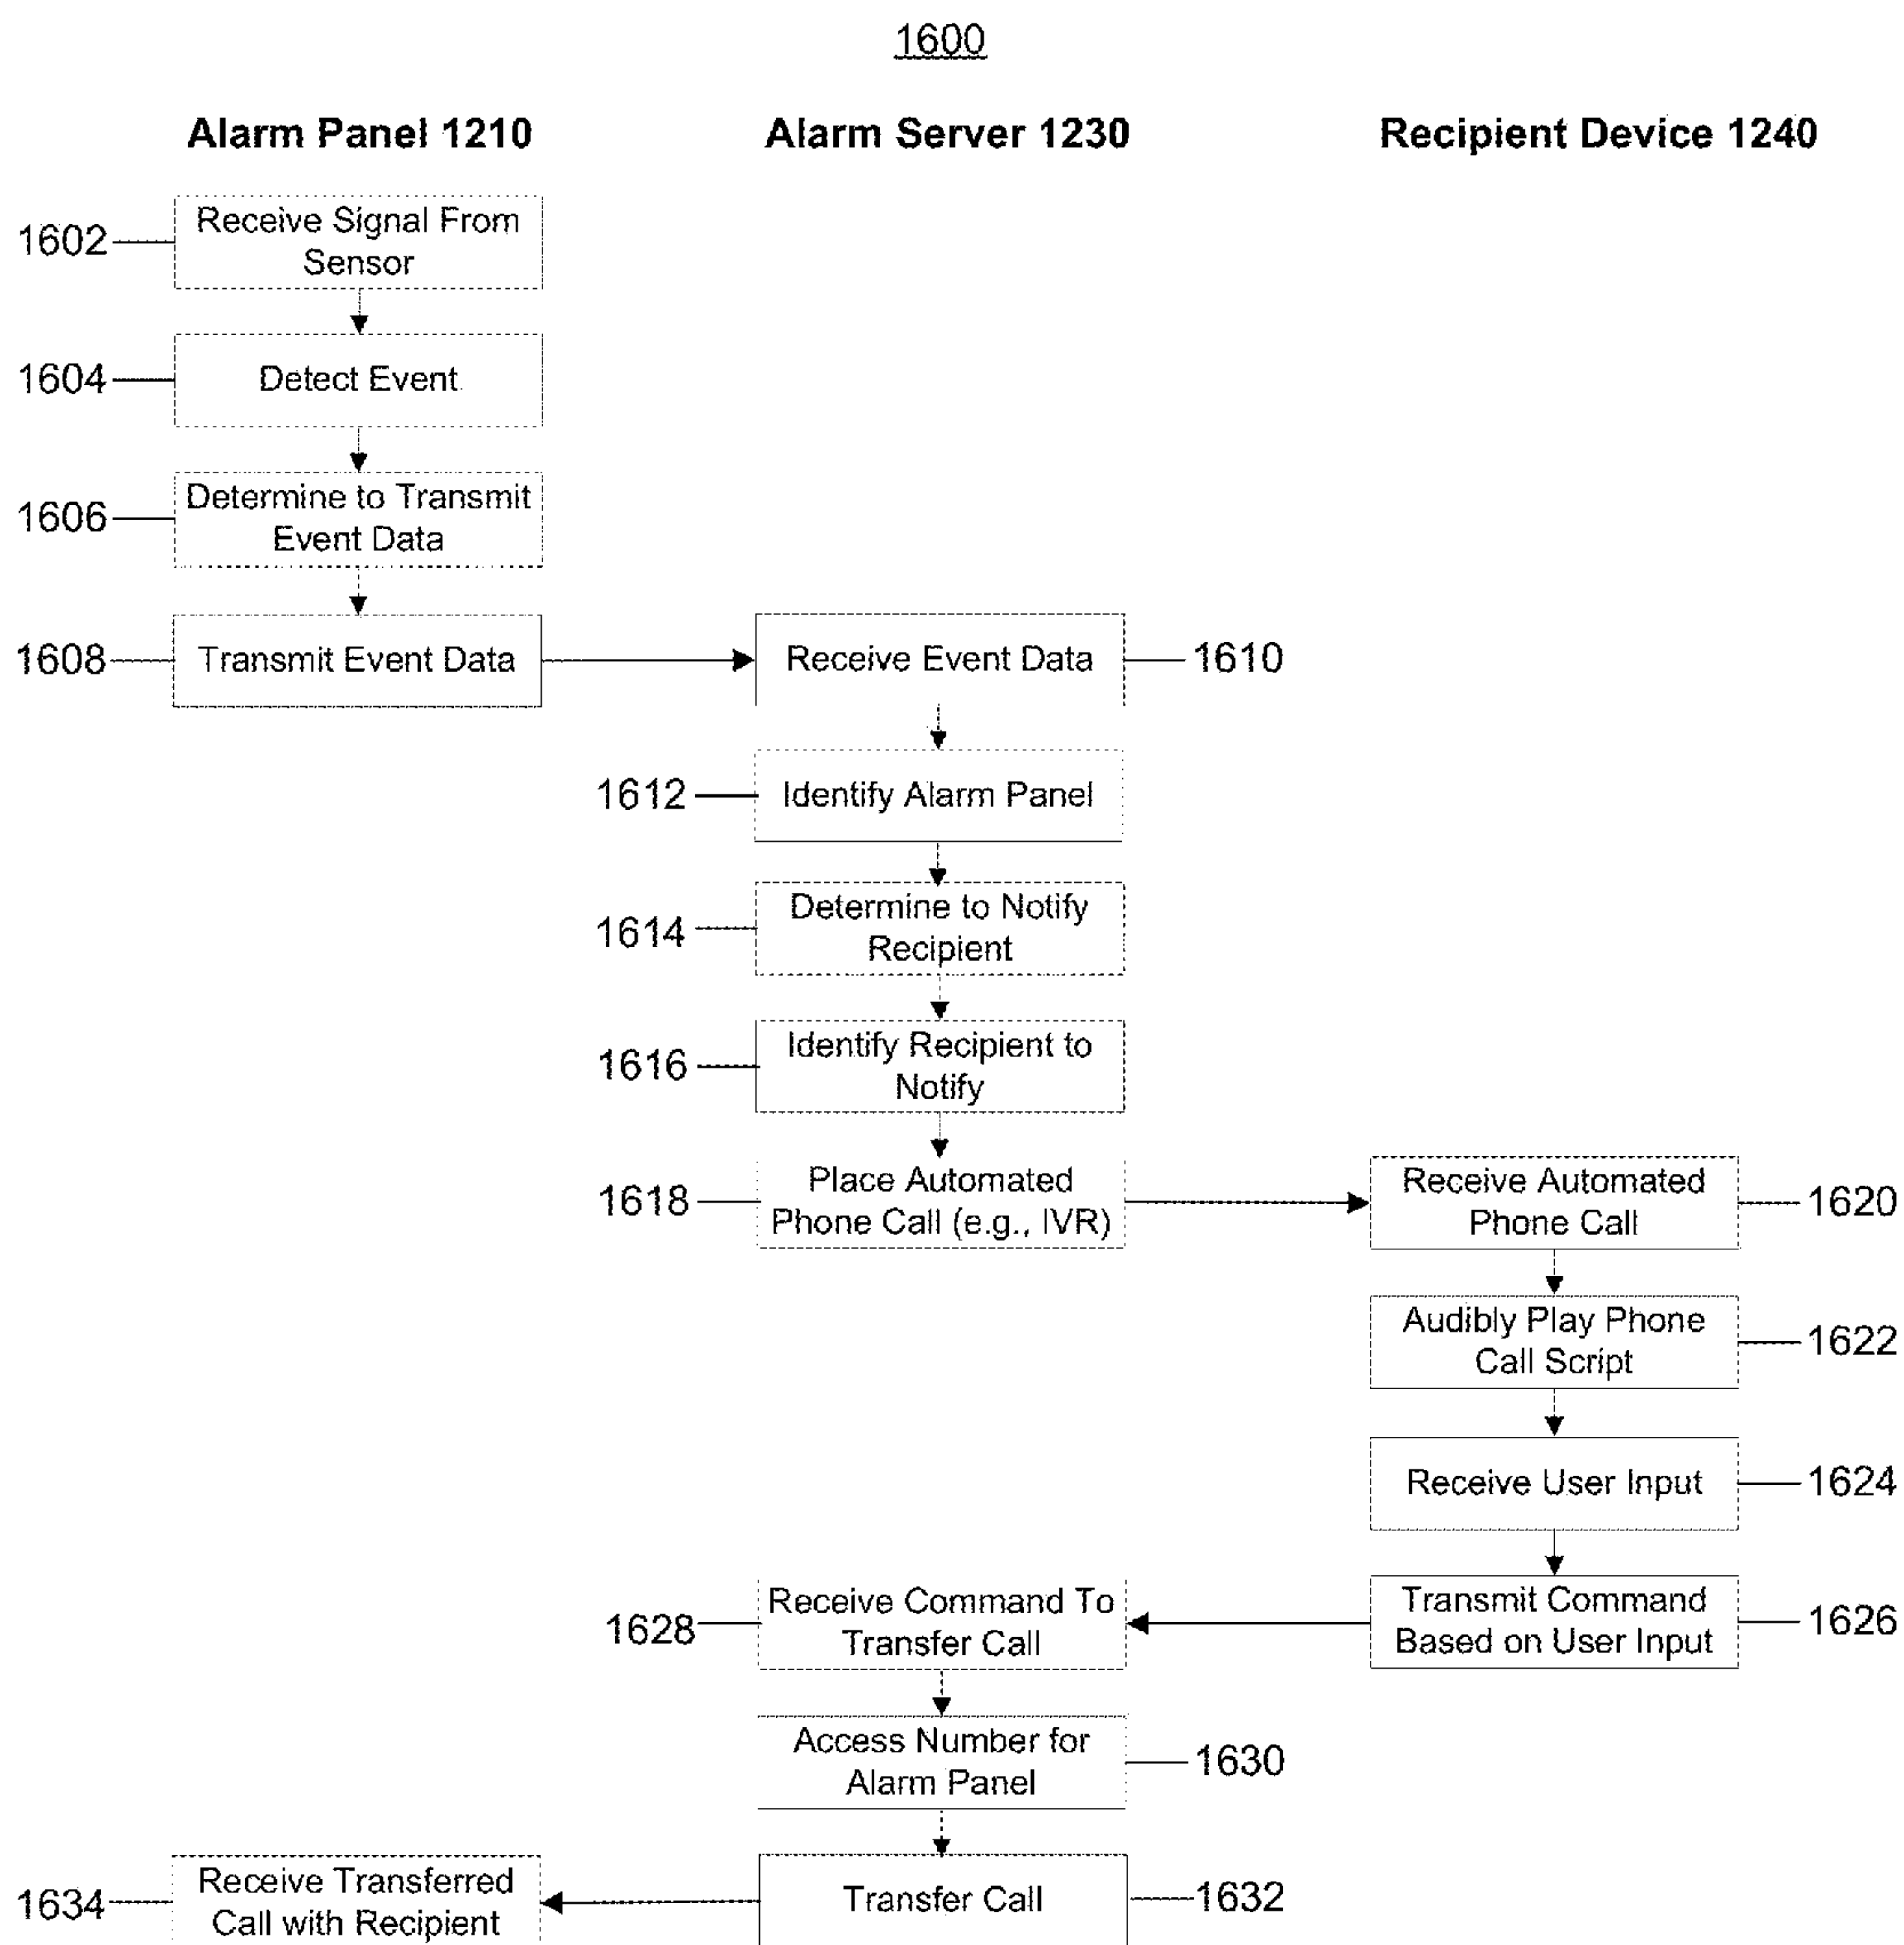 1600
Alarm Panel 1210
Alarm Server 1230
Recipient Device 1240
1602
Receive Signal From
Sensor
1604
Detect Event
1606
Determine to Transmit
Event Data
1608
Transmit Event Data
Receive Event Data
1610
1612
Identify Alarm Panel
1614
Determine to Notify
Recipient
1616
Identify Recipient to
Notify
1618
Place Automated
Phone Call (e.g., IVR)
Receive Automated
Phone Call
1620
Audibly Play Phone
Call Script
1622
Receive User Input
1624
Transmit Command
Based on User Input
1626
1628
Receive Command To
Transfer Call
Access Number for
Alarm Panel
1630
Transfer Call
1632
1634
Receive Transferred
Call with Recipient